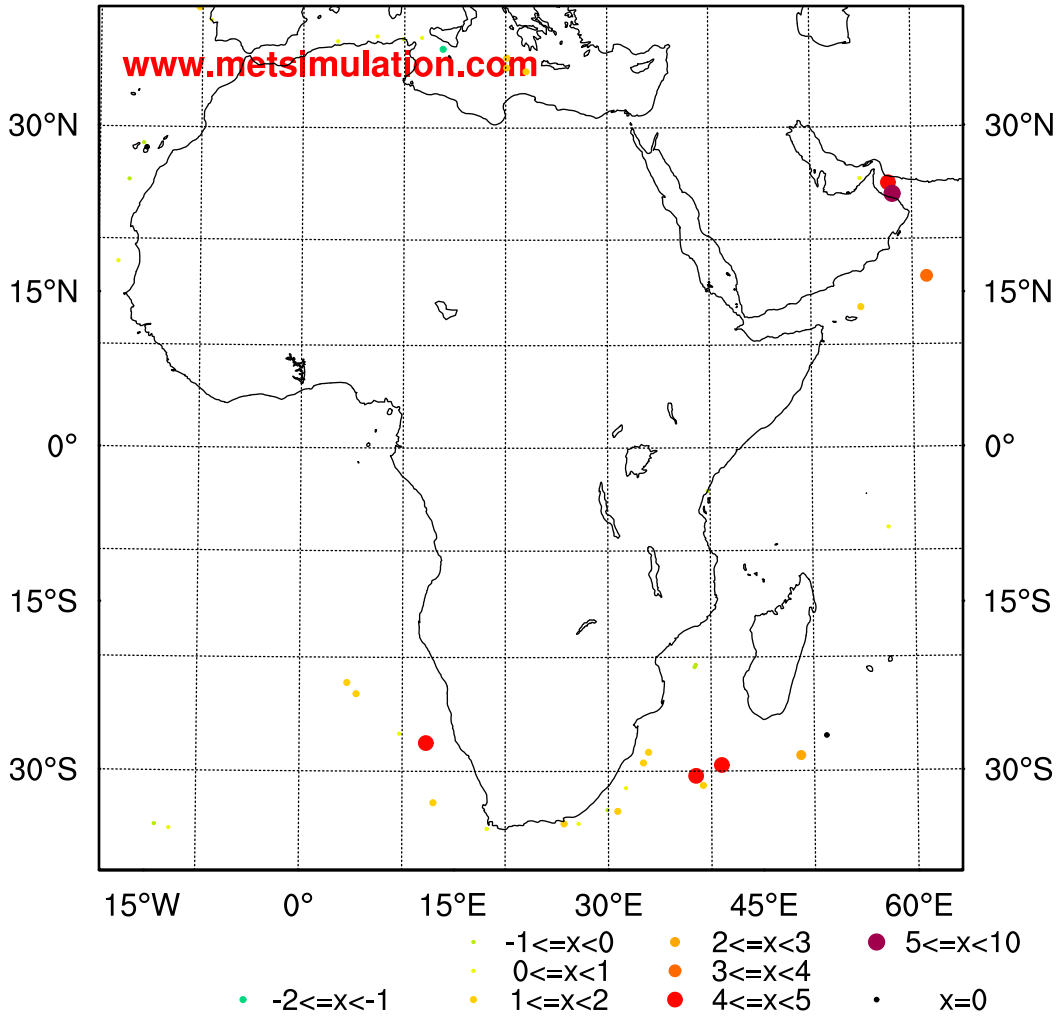 www.metsimulation.com
30°N 30°N
15°N 15°N
0° 0°
15°S 15°S
30°S 30°S
15°W 0° 15°E 30°E 45°E 60°E
-1<=x<0 2<=x<3 5<=x<10
0<=x<1 3<=x<4
-2<=x<-1 1<=x<2 4<=x<5 x=0